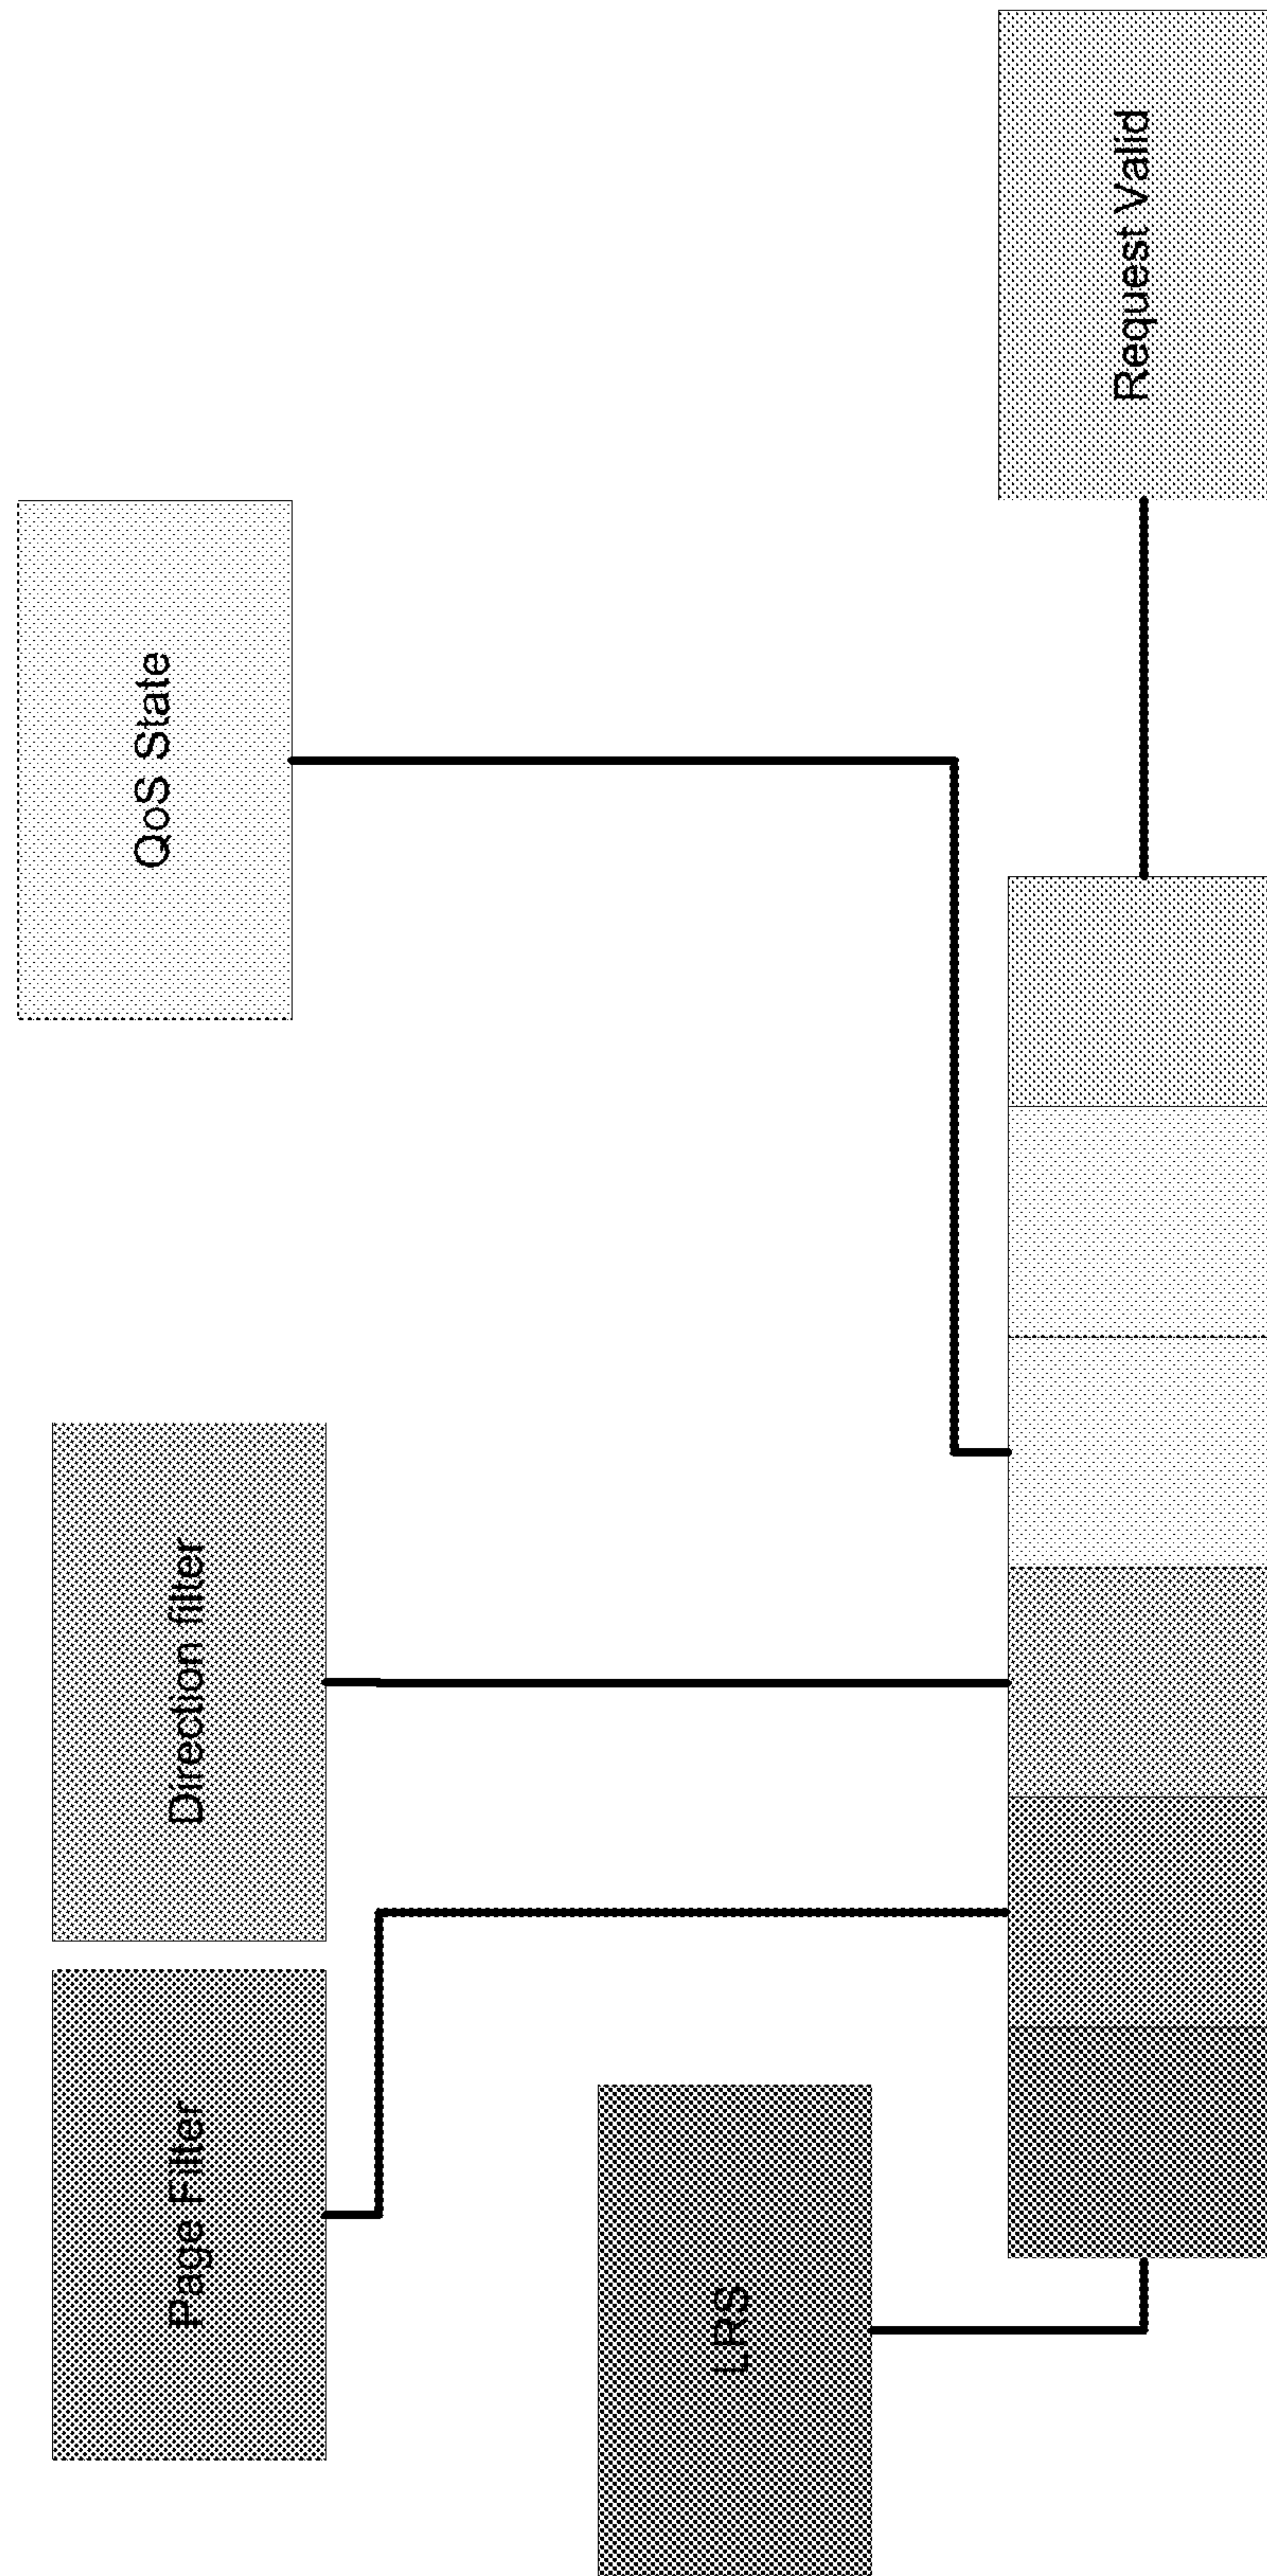 Page Filter
Direction filter
QoS State
LRS
Request Valid